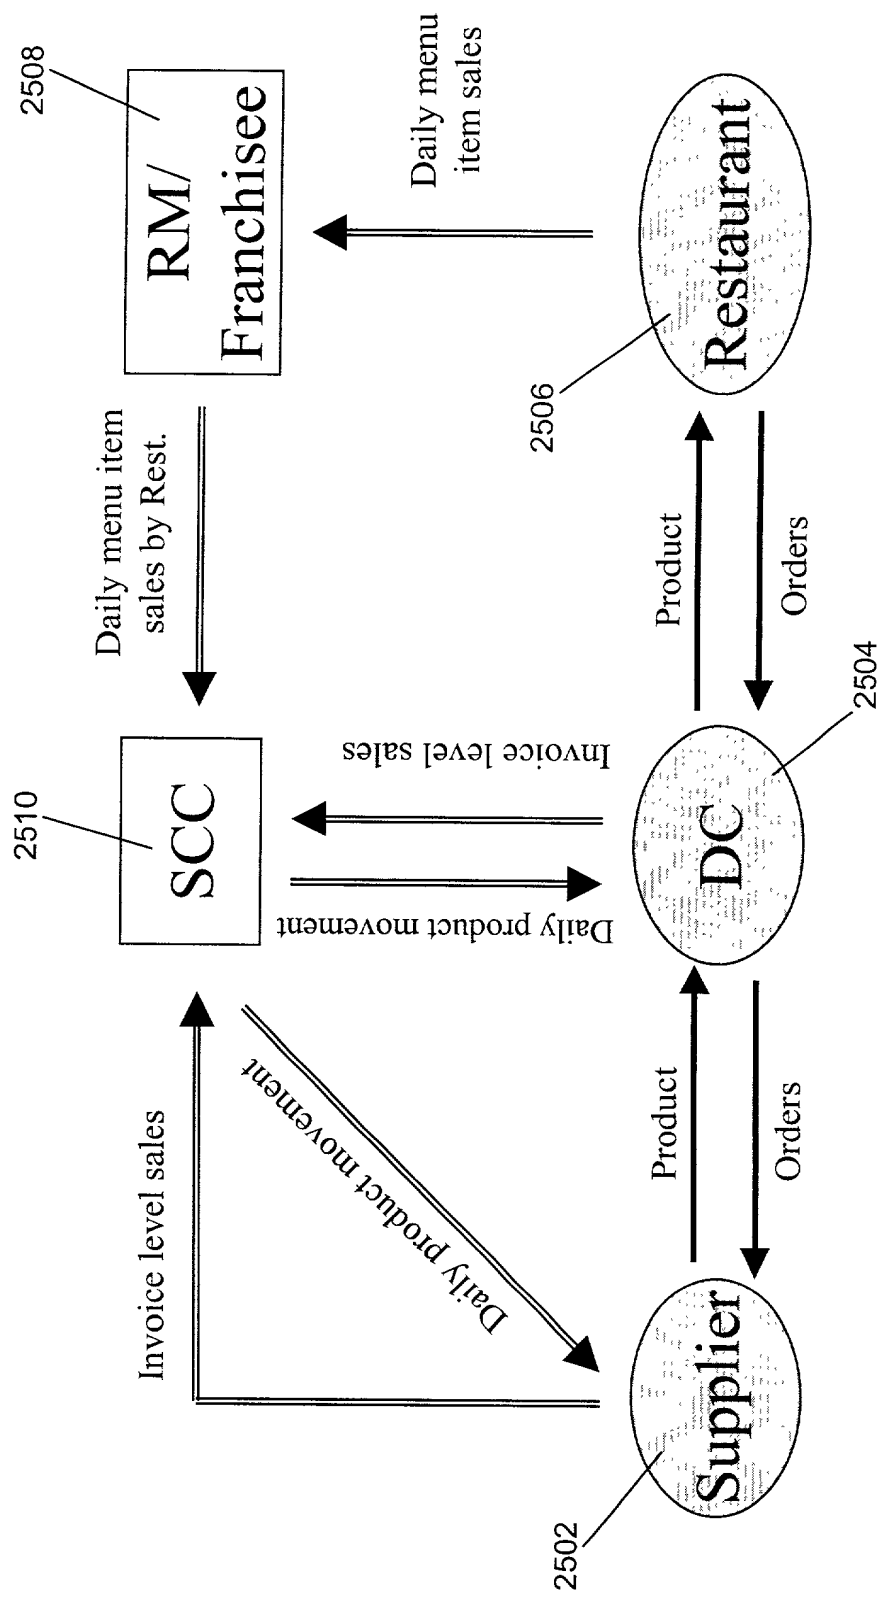 2510
2508
SCC
RM/
Franchisee
Daily menu item
sales by Rest.
Invoice level sales
Daily product movement
Daily product movement
Invoice level sales
Daily menu
item sales
2502
2506
Supplier
Product
Orders
DC
Product
Orders
Restaurant
2504